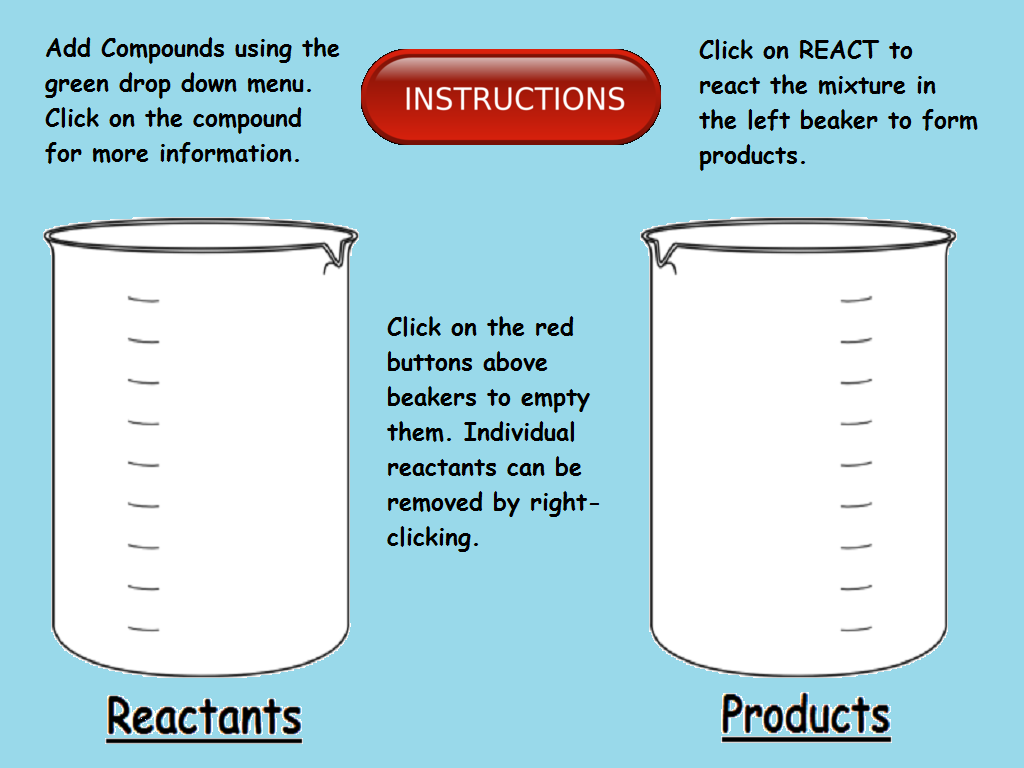 Add Compounds using the
green drop down menu.
Click on the compound
for more information.
INSTRUCTIONS
Click on REACT to
react the mixture in
the left beaker to form
products.
Click on the red
buttons above
beakers to empty
them. Individual
reactants can be
removed by right-
clicking.
Reactants
Products